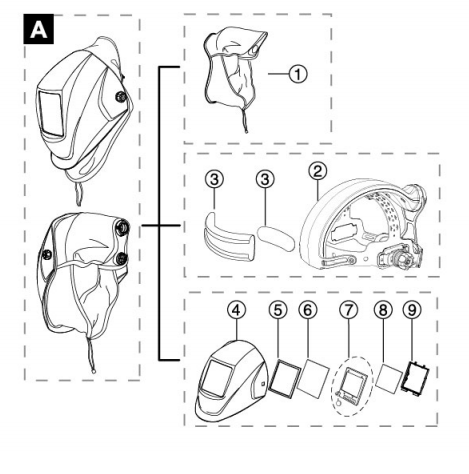 A
①
③ ③ ②
④ ⑤ ⑥ ⑦ ⑧ ⑨